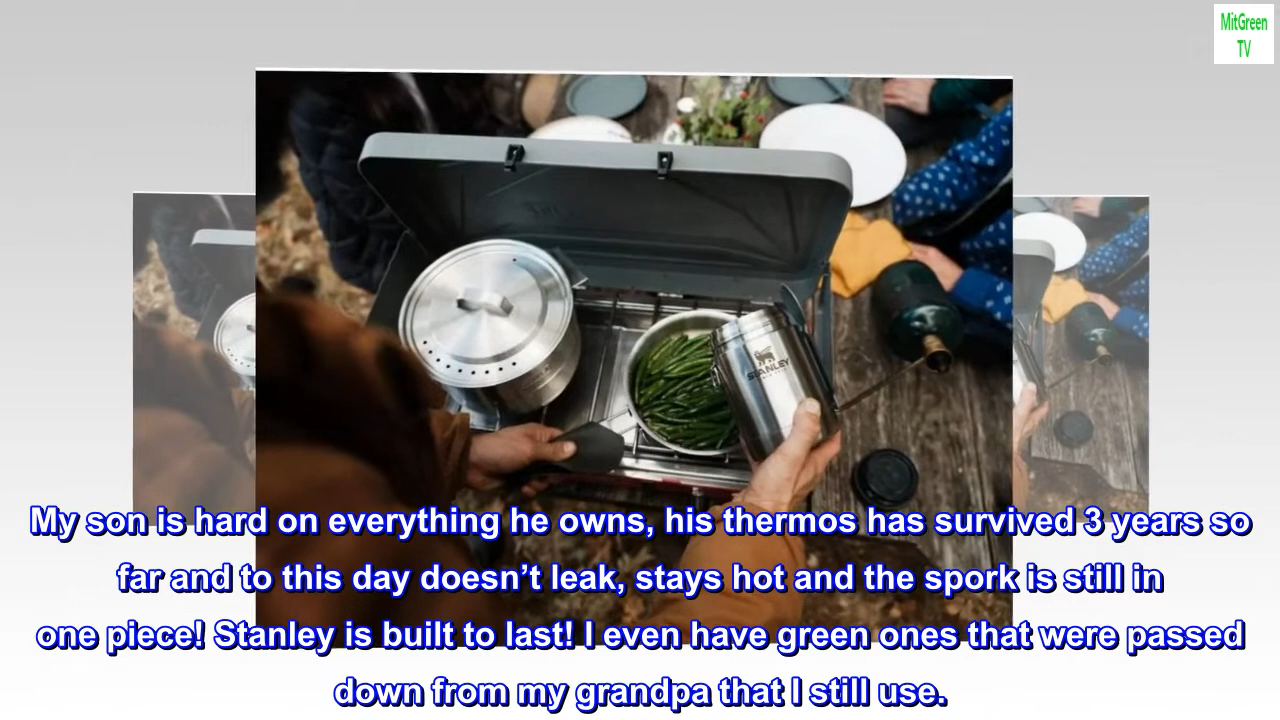 MitGreen
TV
STANLEY
My son is hard on everything he owns, his thermos has survived 3 years so
far and to this day doesn’t leak, stays hot and the spork is still in
one piece! Stanley is built to last! I even have green ones that were passed
down from my grandpa that I still use.